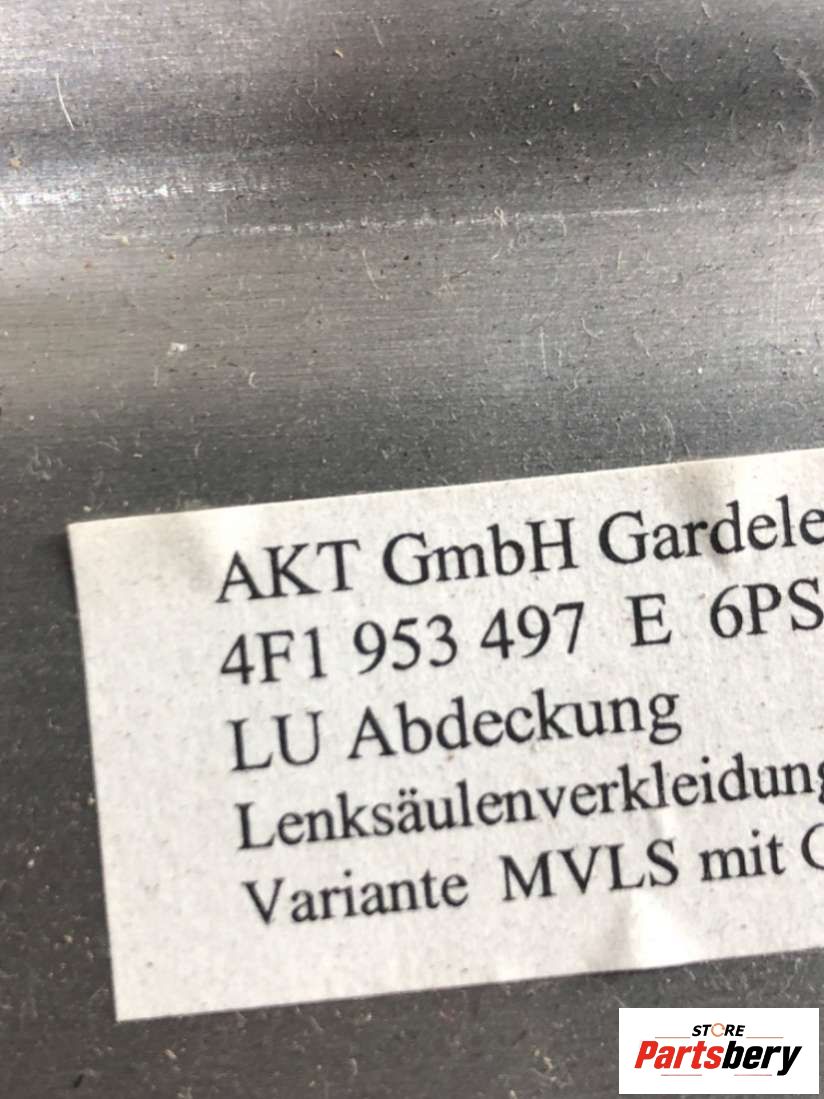 AKT GmbH Gardele
4F1 953 497 E 6PS
LU Abdeckung
Lenksäulenverkleidung
Variante MVLS mit
STORE
Partsbery